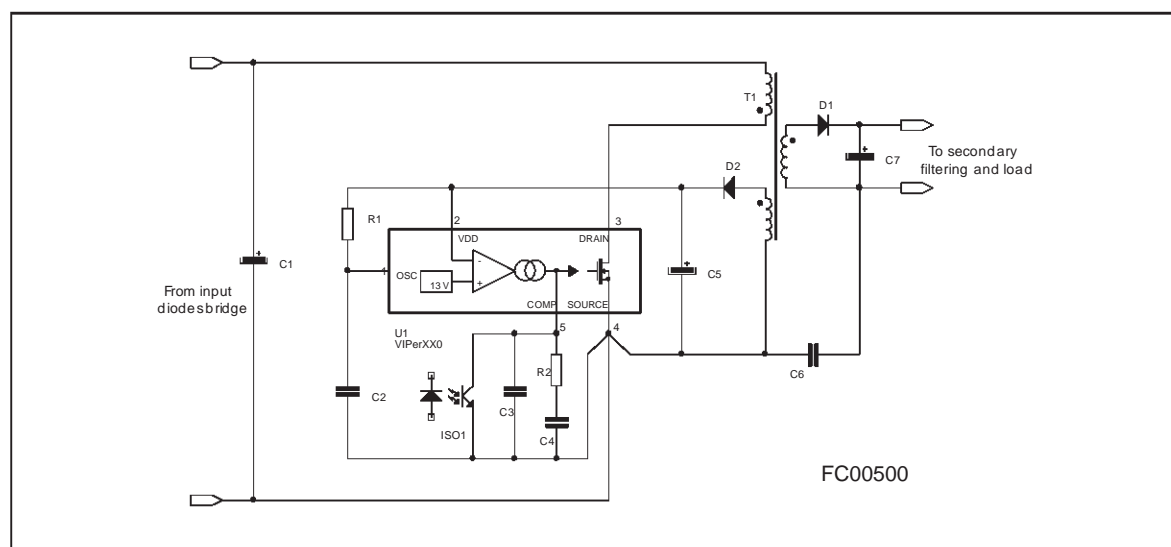 T1
D1
C7
To secondary
filtering and load
D2
R1
2
3
VDD
DRAIN
C1
1
OSC
-
13 V
+
C5
From input
diodes bridge
COMP
SOURCE
U1
VIPerXX0
5
4
R2
C6
C2
C3
ISO1
C4
FC00500